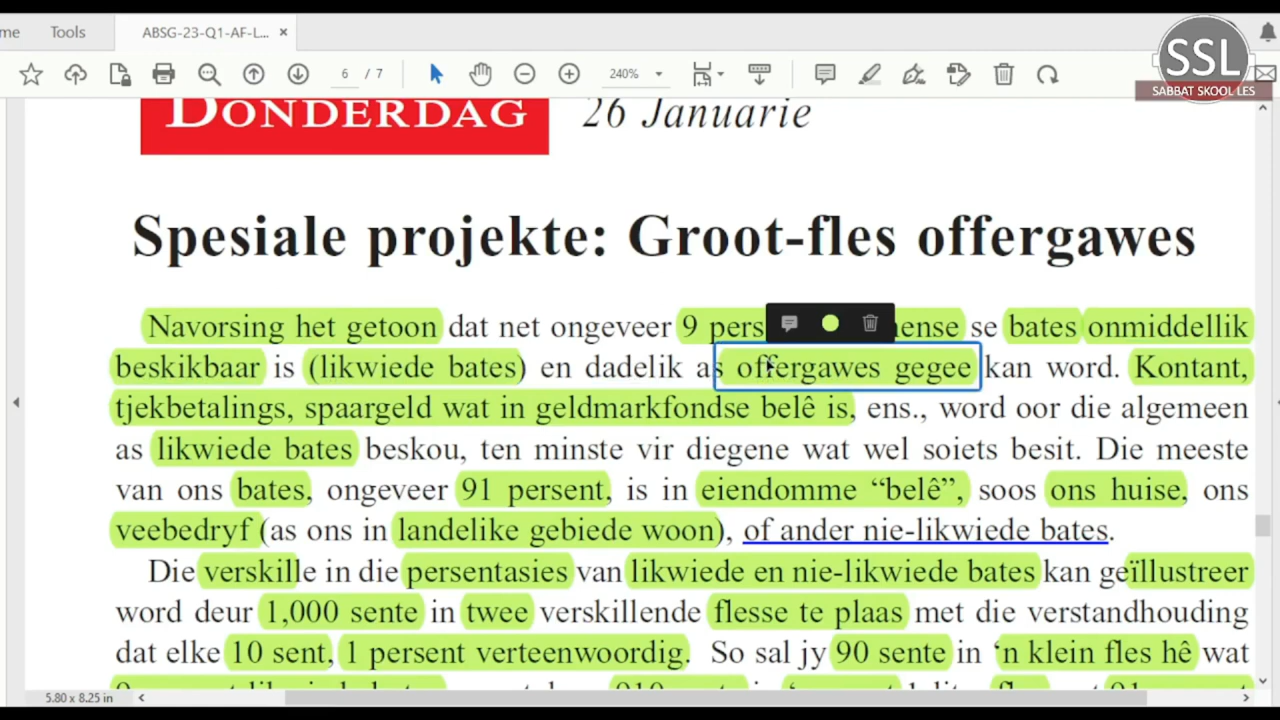 me Tools ABSG-23-Q1-AF-L... ×
SSL
SABBAT SKOOL LES
6 / 7 240%
DONDERDAG 26 Januarie
Spesiale projekte: Groot-fles offergawes
Navorsing het getoon dat net ongeveer 9 pers mense se bates onmiddellik
beskikbaar is (likwiede bates) en dadelik as offergawes gegee kan word. Kontant,
tjekbetalings, spaargeld wat in geldmarkfondse belê is, ens., word oor die algemeen
as likwiede bates beskou, ten minste vir diegene wat wel soiets besit. Die meeste
van ons bates, ongeveer 91 persent, is in eiendomme “belê”, soos ons huise, ons
veebedryf (as ons in landelike gebiede woon), of ander nie-likwiede bates.
Die verskille in die persentasies van likwiede en nie-likwiede bates kan geïllustreer
word deur 1,000 sente in twee verskillende flesse te plaas met die verstandhouding
dat elke 10 sent, 1 persent verteenwoordig. So sal jy 90 sente in ‘n klein fles hê wat
5.80 x 8.25 in